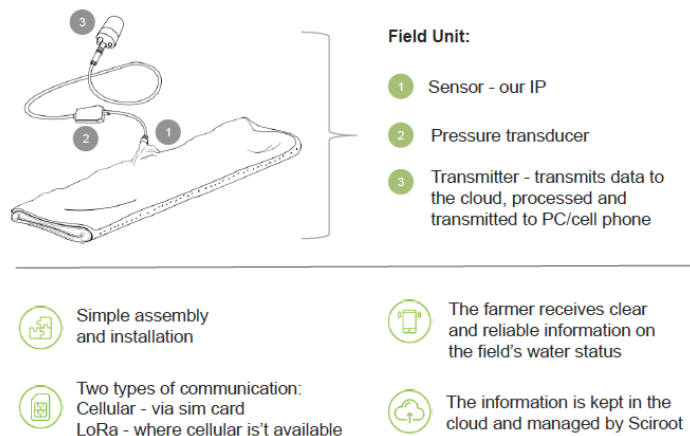 3
2
1
Field Unit:
1 Sensor - our IP
2 Pressure transducer
3 Transmitter - transmits data to
the cloud, processed and
transmitted to PC/cell phone
Simple assembly
and installation
The farmer receives clear
and reliable information on
the field's water status
Two types of communication:
Cellular - via sim card
LoRa - where cellular is't available
The information is kept in the
cloud and managed by Sciroot